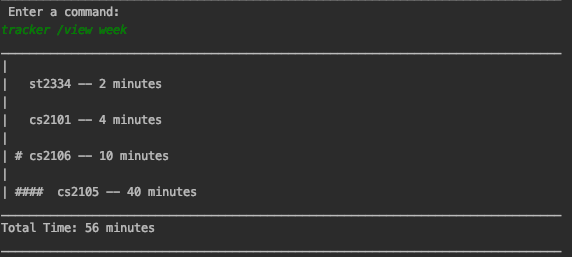 Enter a command:
tracker /view week
|
|   st2334 -- 2 minutes
|
|   cs2101 -- 4 minutes
|
| # cs2106 -- 10 minutes
|
| ####  cs2105 -- 40 minutes
Total Time: 56 minutes